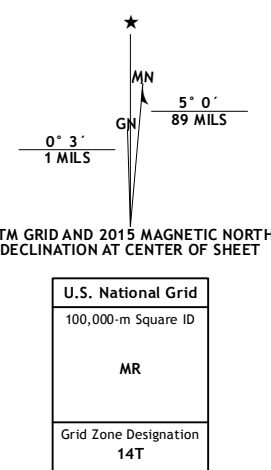 ★
MN
GN
5° 0´
89 MILS
0° 3´
1 MILS
TM GRID AND 2015 MAGNETIC NORTH
DECLINATION AT CENTER OF SHEET
U.S. National Grid
100,000-m Square ID
MR
Grid Zone Designation
14T